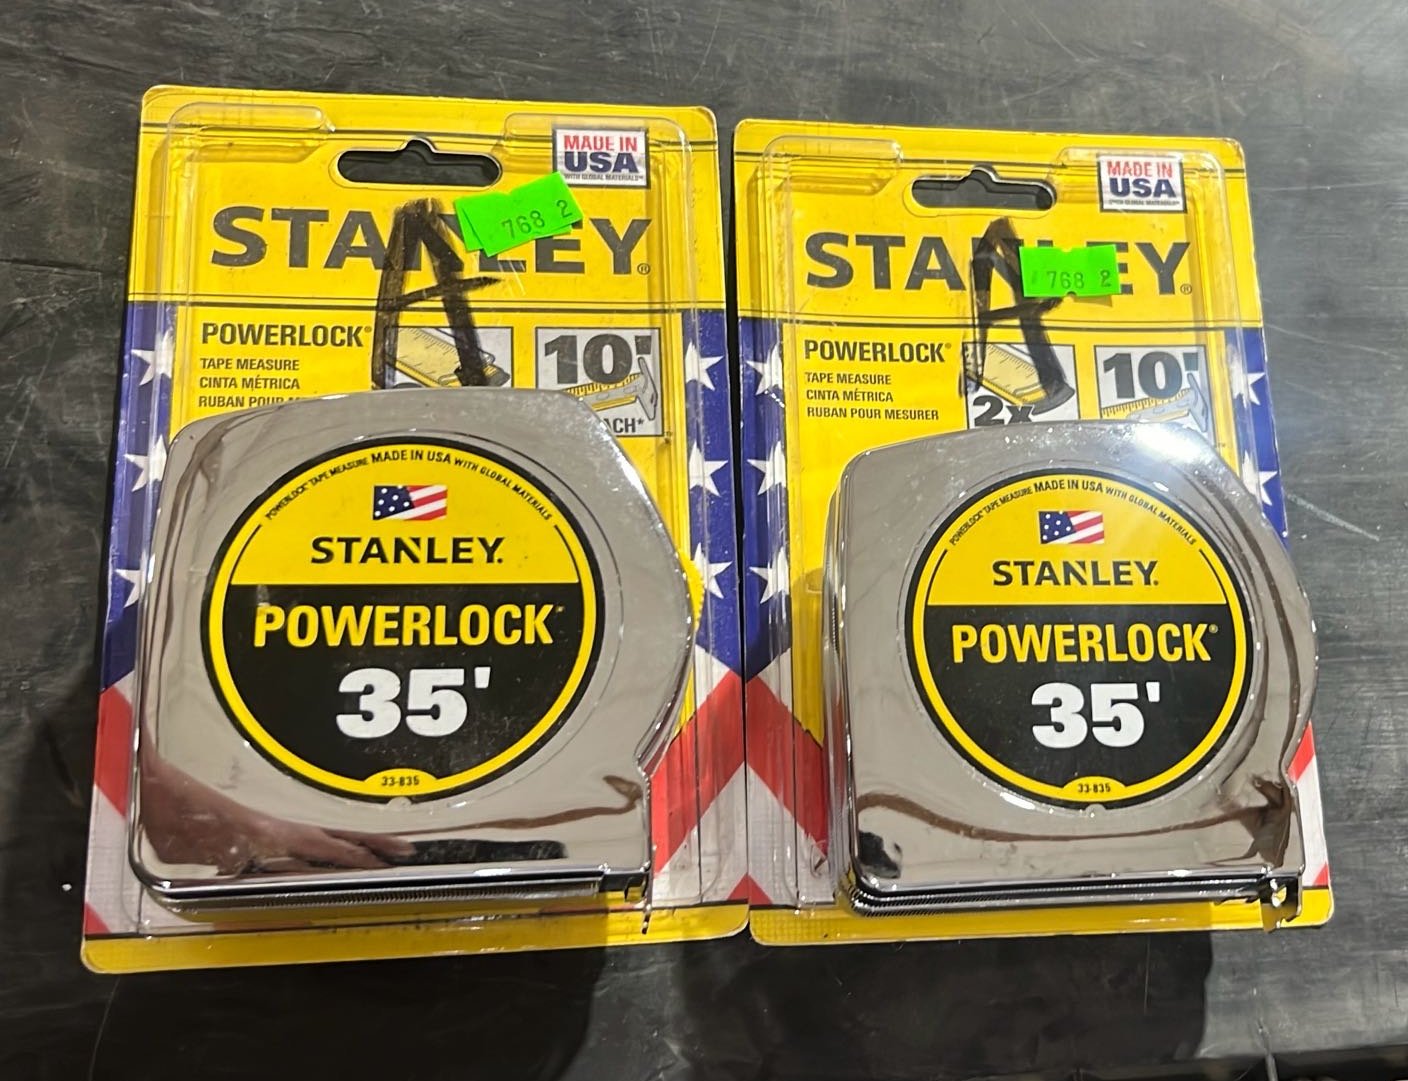 MADE IN
USA
WITH GLOBAL MATERIALS™
768 2
STANLEY®
A
POWERLOCK®
TAPE MEASURE
CINTA MÉTRICA
RUBAN POUR
10'
POWERLOCK® TAPE MEASURE MADE IN USA WITH GLOBAL MATERIALS
STANLEY.
POWERLOCK
35'
33-835
MADE IN
USA
WITH GLOBAL MATERIALS
768 2
STANLEY®
A
POWERLOCK®
TAPE MEASURE
CINTA MÉTRICA
RUBAN POUR MESURER
2x
10'
POWERLOCK® TAPE MEASURE MADE IN USA WITH GLOBAL MATERIALS
STANLEY.
POWERLOCK®
35'
33-835